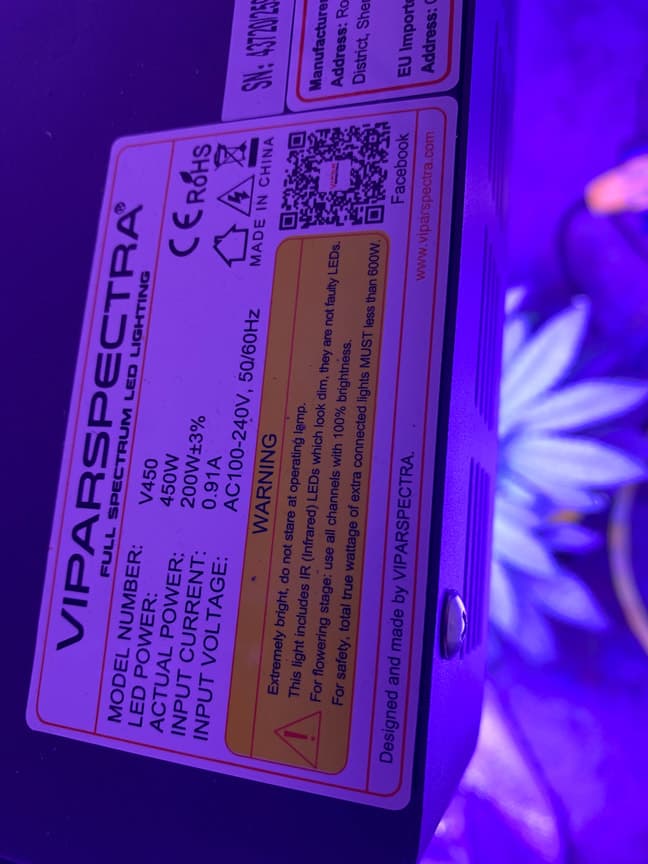 VIPARSPECTRA®
FULL SPECTRUM LED LIGHTING
MODEL NUMBER: V450
LED POWER: 450W
ACTUAL POWER: 200W±3%
INPUT CURRENT: 0.91A
INPUT VOLTAGE: AC100-240V, 50/60Hz
CE RoHS
MADE IN CHINA
WARNING
Extremely bright, do not stare at operating lamp.
This light includes IR (Infrared) LEDs which look dim, they are not faulty LEDs.
For flowering stage: use all channels with 100% brightness.
For safety, total true wattage of extra connected lights MUST less than 600W.
Facebook
Designed and made by VIPARSPECTRA.
www.viparspectra.com
SN:
Manufacturer
Address:
District,
EU
Address: